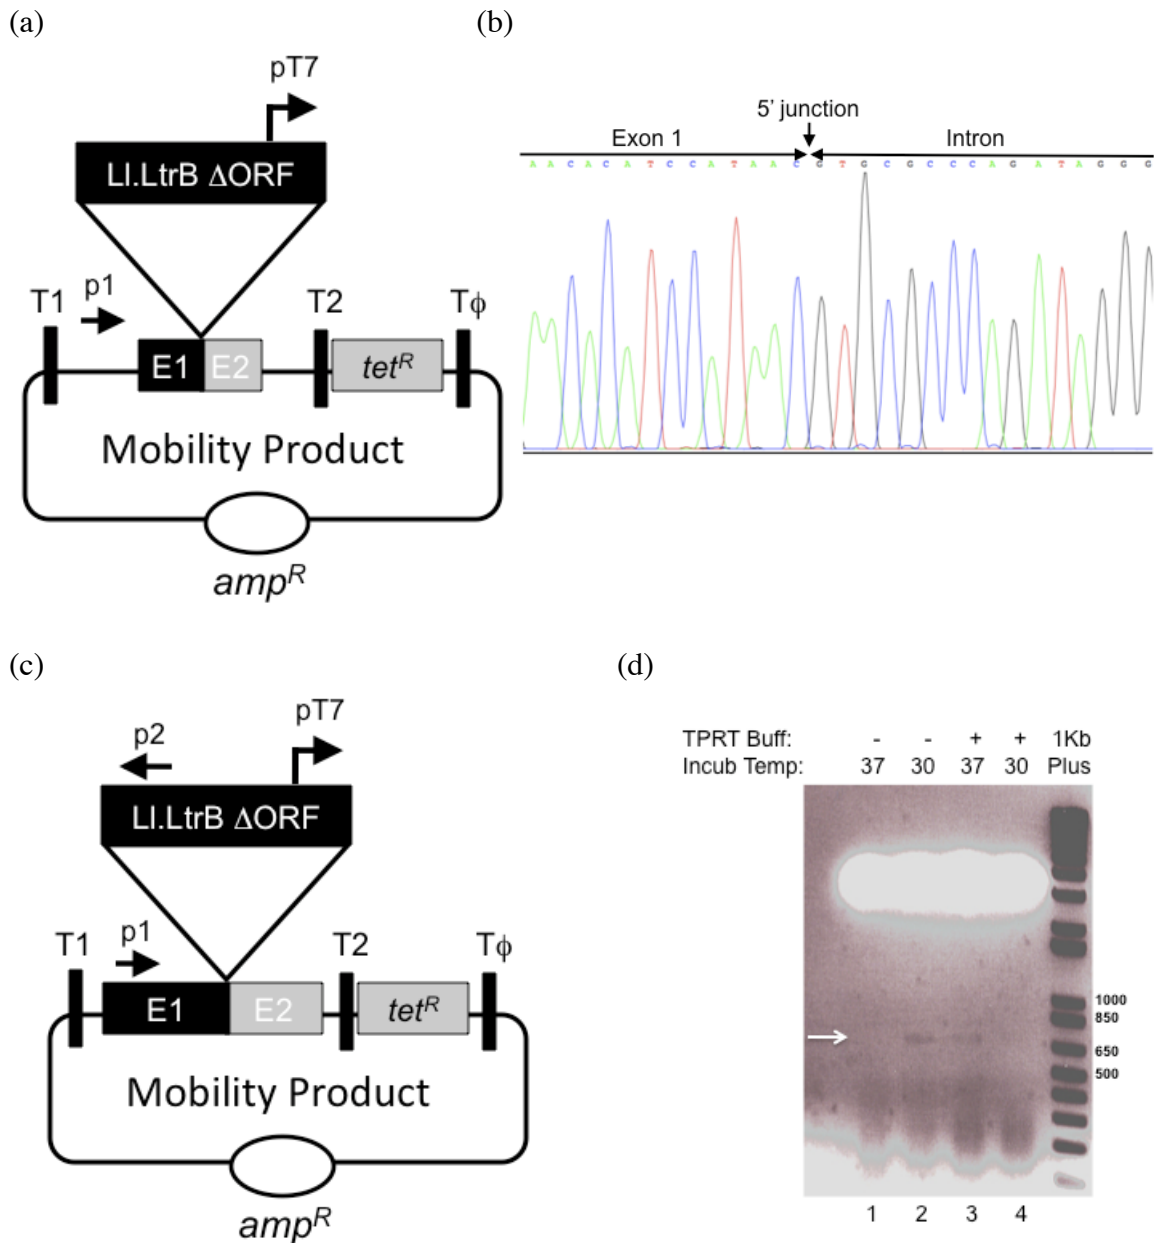 (a)
pT7
Ll.LtrB ΔORF
T1
p1
T2
Tϕ
E1
E2
tetR
Mobility Product
ampR
(b)
5’ junction
Exon 1
Intron
A A C A C A T C C A T A A C G T G C G C C C A G A T A G G G
(c)
p2
pT7
Ll.LtrB ΔORF
T1
p1
T2
Tϕ
E1
E2
tetR
Mobility Product
ampR
(d)
TPRT Buff: - - + + 1Kb
Incub Temp: 37 30 37 30 Plus
1000
850
650
500
1 2 3 4